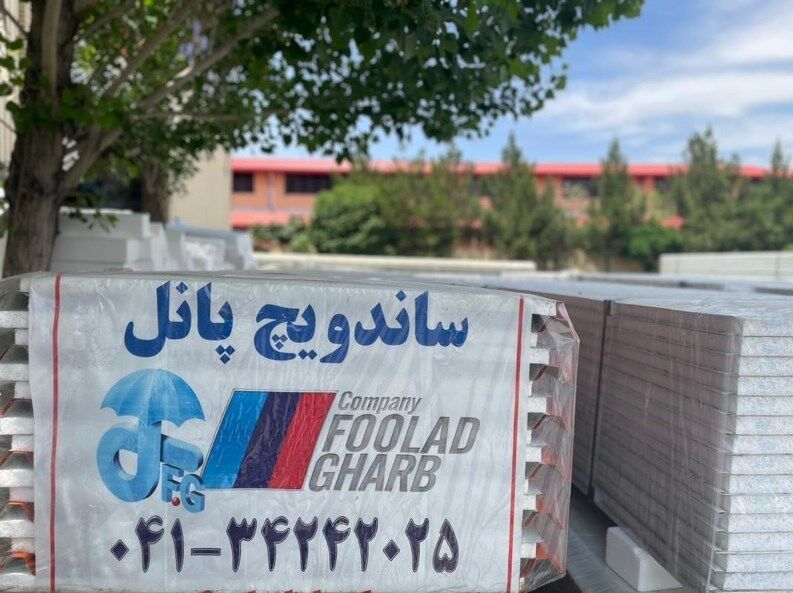 ساندویچ پانل
Company
FOOLAD
GHARB
F.G
۰۴۱-۳۴۲۴۲۰۲۵